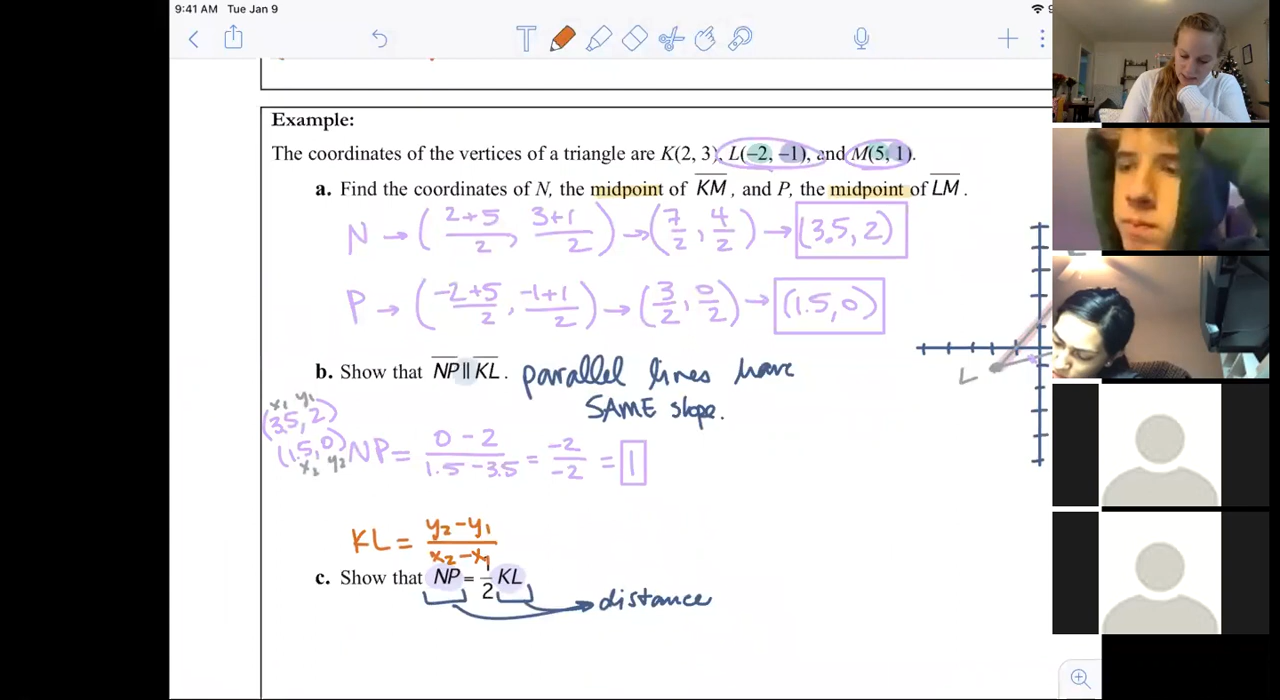 9:41 AM Tue Jan 9
T
Example:
The coordinates of the vertices of a triangle are K(2, 3), L(−2, −1), and M(5, 1).
a. Find the coordinates of N, the midpoint of KM, and P, the midpoint of LM.
N → (2+5/2, 3+1/2) → (7/2, 4/2) → (3.5, 2)
P → (-2+5/2, -1+1/2) → (3/2, 0/2) → (1.5, 0)
b. Show that NP || KL. parallel lines have
SAME slope.
x1 y1
(3.5, 2)
(1.5, 0) NP = 0-2/1.5-3.5 = -2/-2 = 1
x2 y2
KL = y2-y1/x2-x1
c. Show that NP = 1/2 KL
distance
L